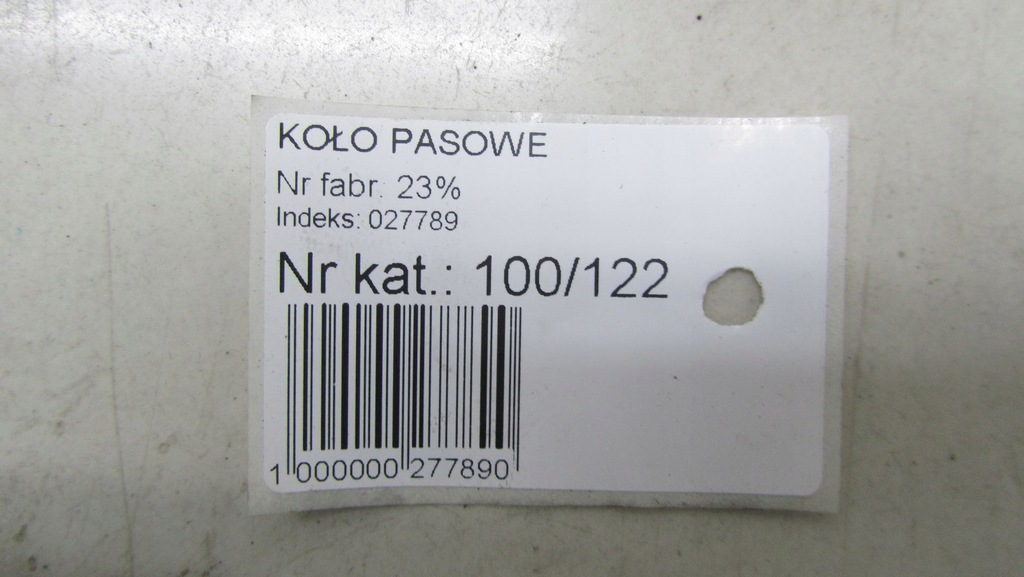 KOŁO PASOWE
Nr fabr. 23%
Indeks: 027789
Nr kat.: 100/122
1 000000 277890